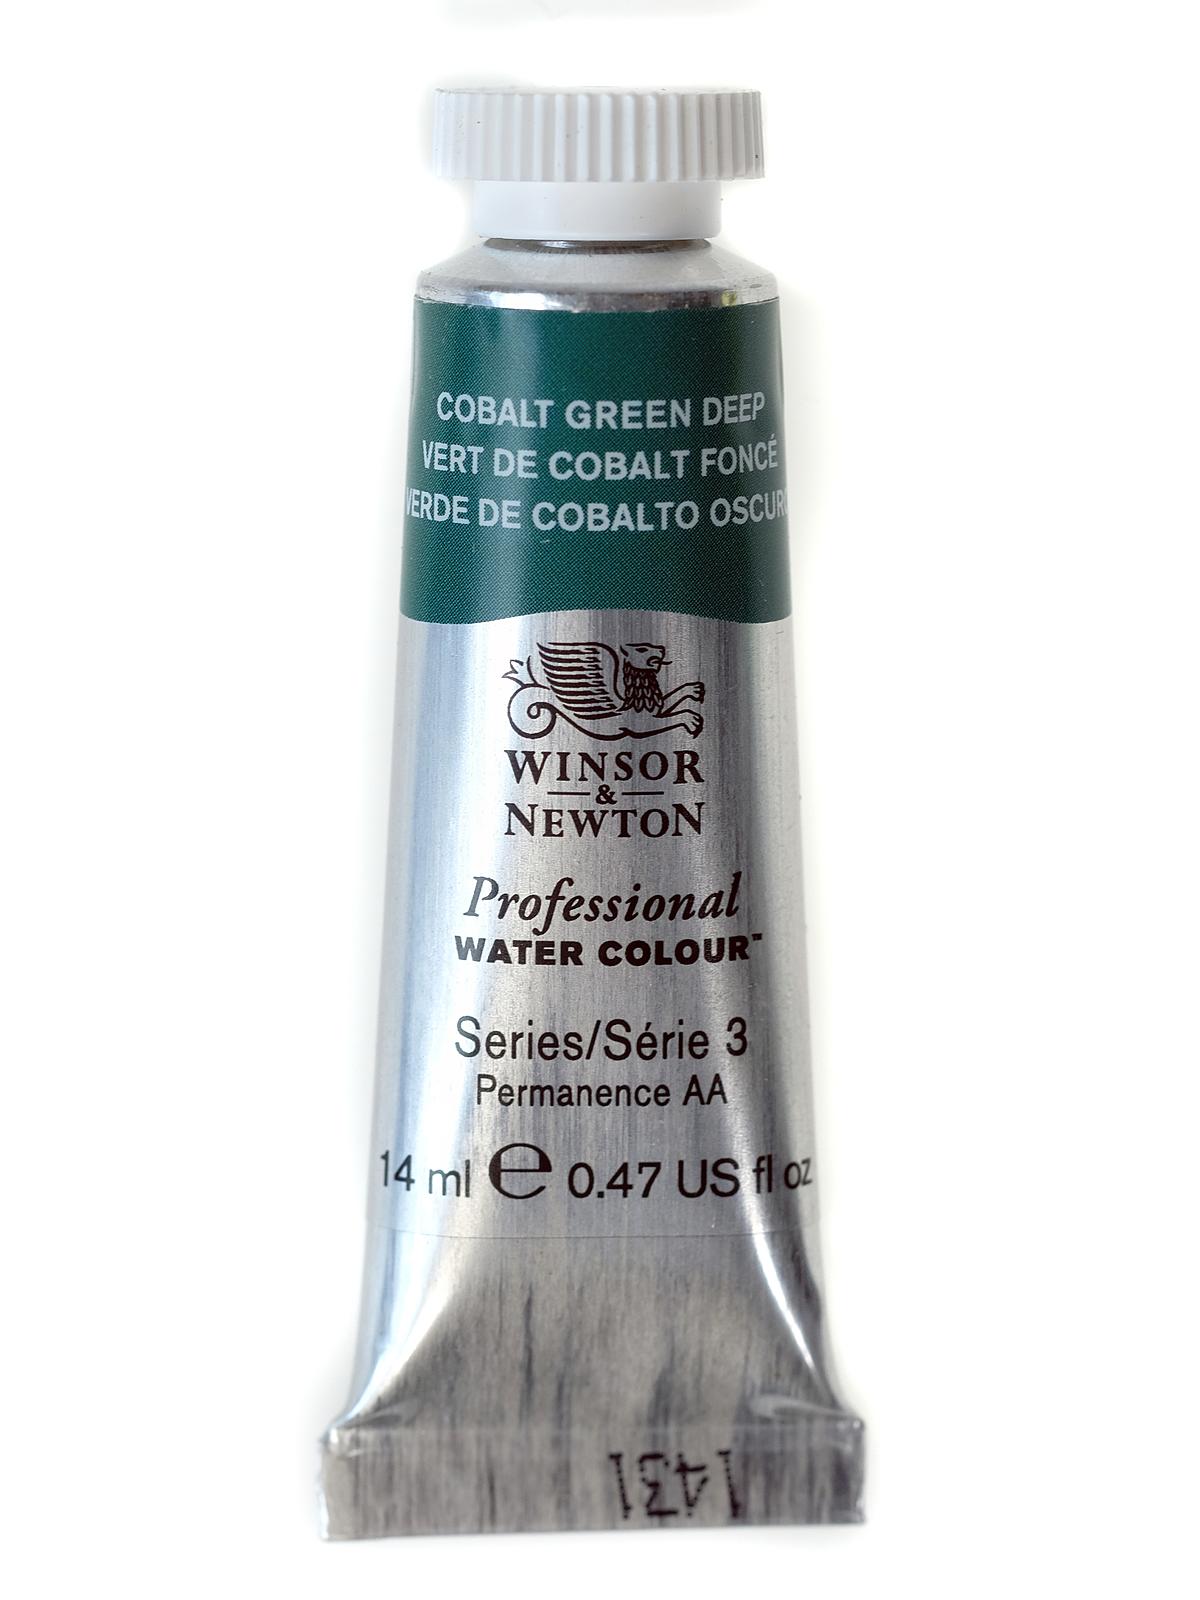 COBALT GREEN DEEP
VERT DE COBALT FONCÉ
VERDE DE COBALTO OSCURO
WINSOR
&
NEWTON
Professional
WATER COLOUR™
Series/Série 3
Permanence AA
14 ml ℮ 0.47 US fl oz
1431